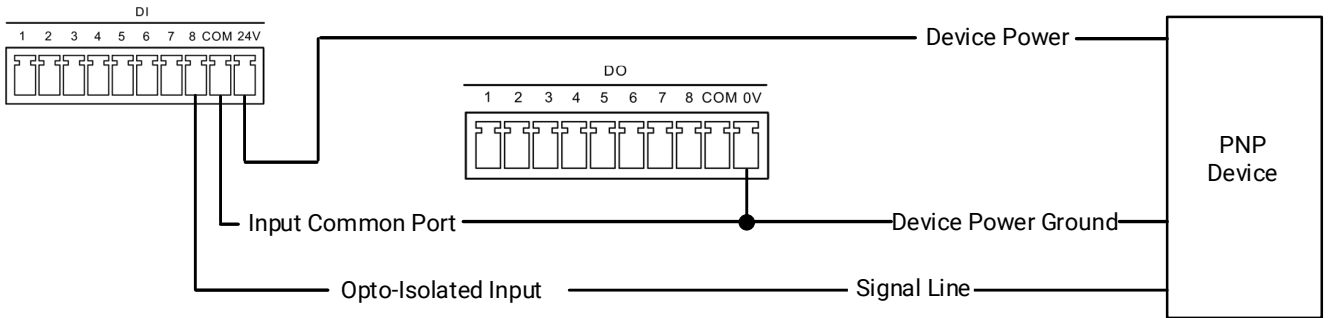 DI
1 2 3 4 5 6 7 8 COM 24V
Device Power
DO
1 2 3 4 5 6 7 8 COM 0V
PNP
Device
Input Common Port
Device Power Ground
Opto-Isolated Input
Signal Line